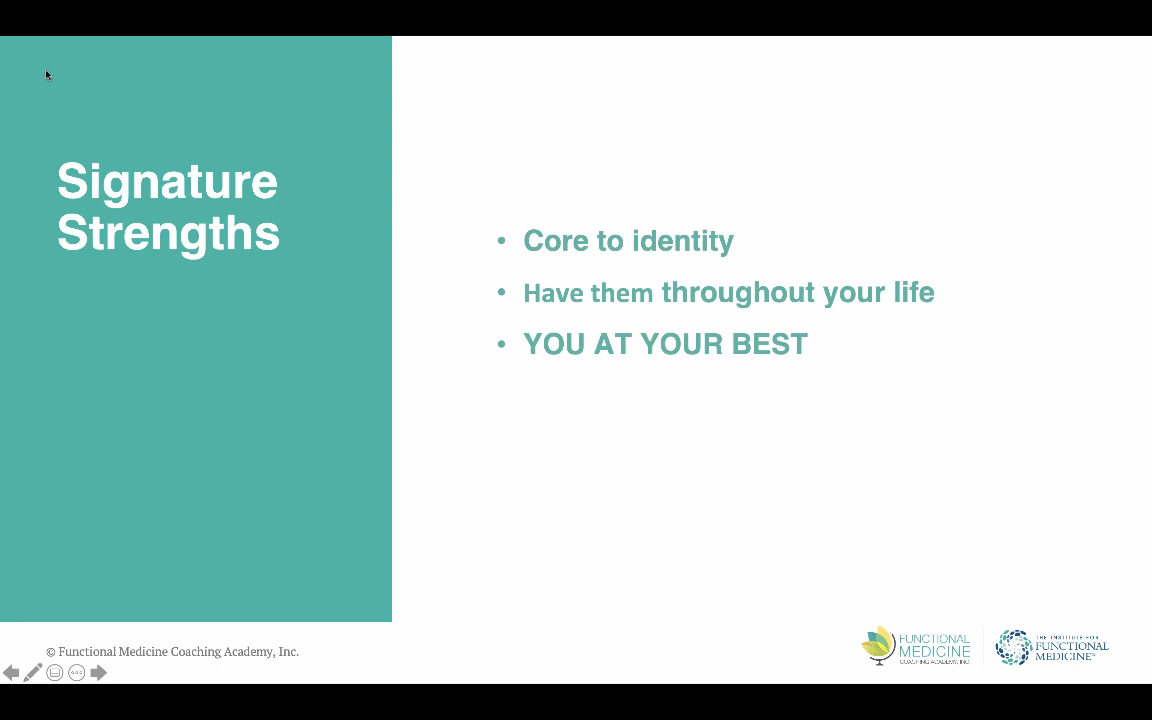 Signature
Strengths
• Core to identity
• Have them throughout your life
• YOU AT YOUR BEST
© Functional Medicine Coaching Academy, Inc.
FUNCTIONAL
MEDICINE
COACHING ACADEMY, INC.
THE INSTITUTE FOR
FUNCTIONAL
MEDICINE™